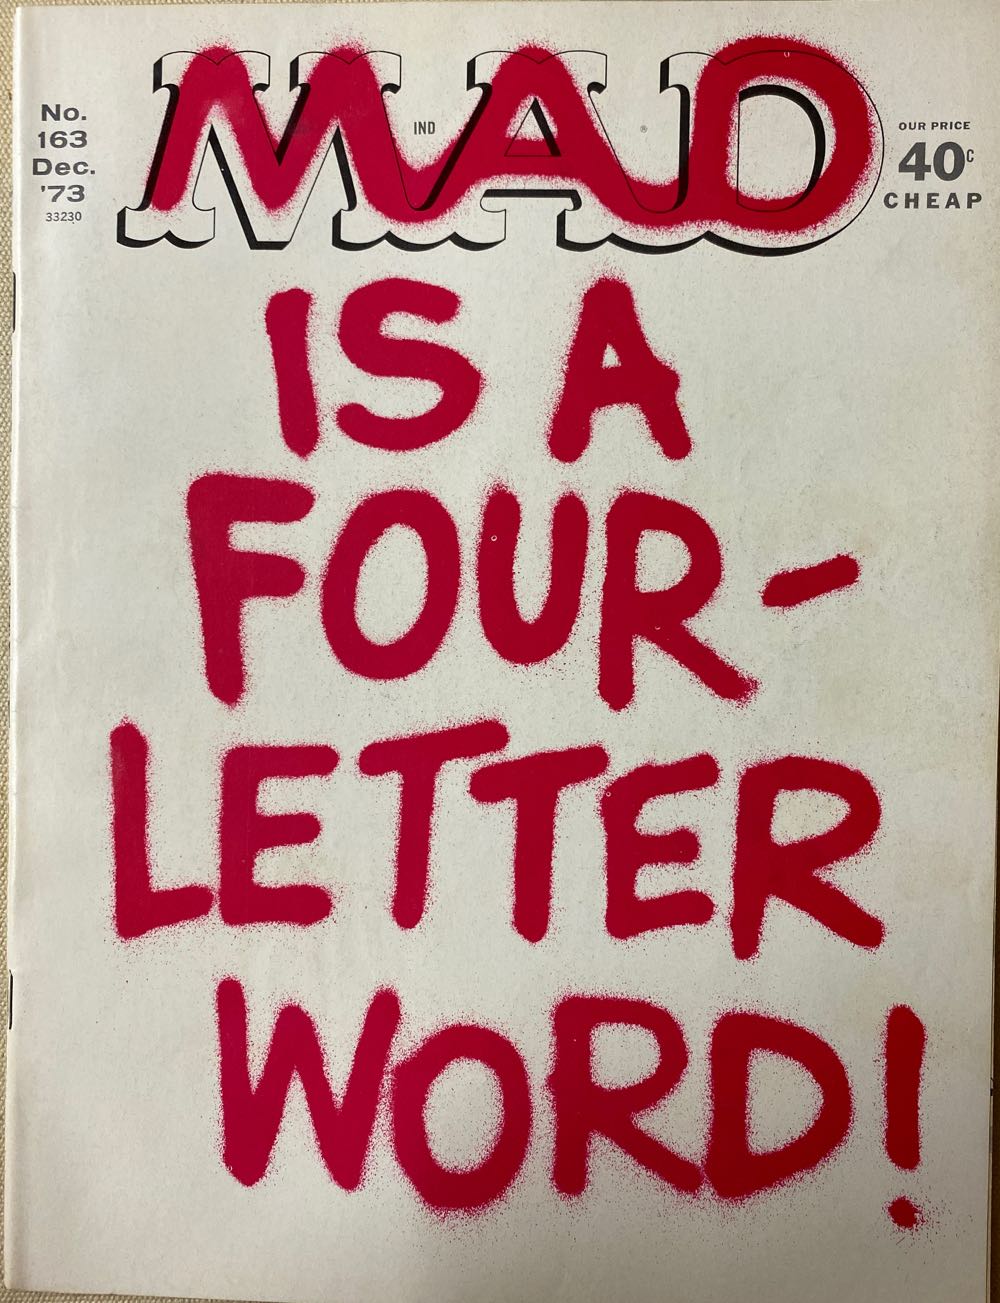 MAD
IND
®
No.
163
Dec.
'73
33230
OUR PRICE
40¢
CHEAP
IS A
FOUR-
LETTER
WORD!